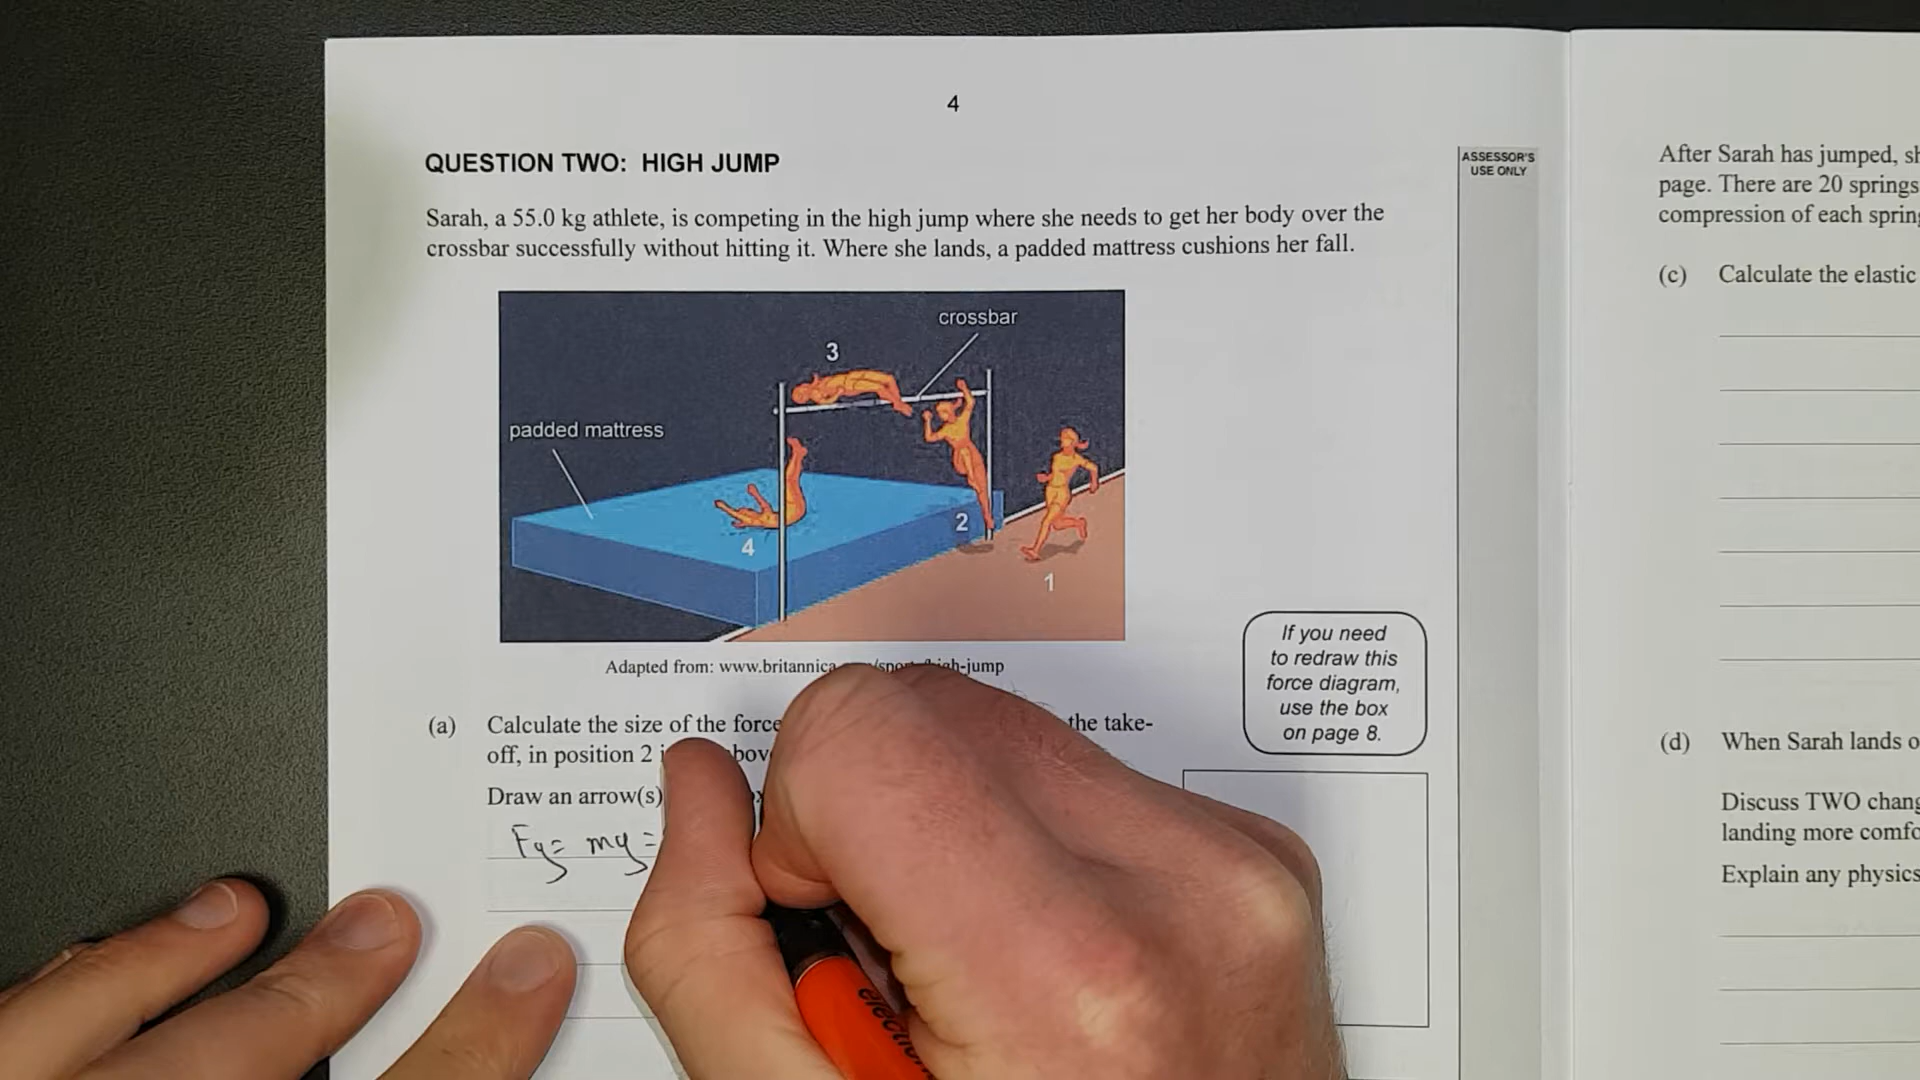 4
QUESTION TWO: HIGH JUMP
ASSESSOR'S
USE ONLY
Sarah, a 55.0 kg athlete, is competing in the high jump where she needs to get her body over the
crossbar successfully without hitting it. Where she lands, a padded mattress cushions her fall.
crossbar
3
padded mattress
2
4
1
Adapted from: www.britannica
high-jump
If you need
to redraw this
force diagram,
use the box
on page 8.
(a) Calculate the size of the force
the take-
off, in position 2
Draw an arrow(s)
Fg= mg=
After Sarah has jumped,
page. There are 20 springs
compression of each
(c) Calculate the elastic
(d) When Sarah lands
Discuss TWO
landing more
Explain any physics